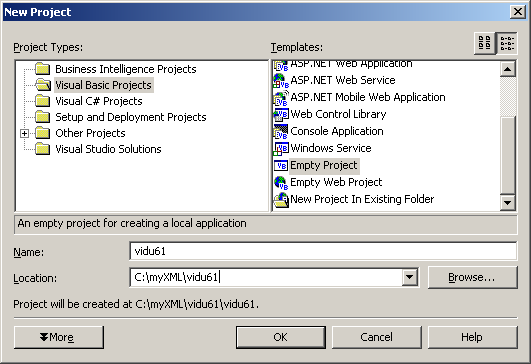 New Project
Project Types:
Templates:
Business Intelligence Projects
Visual Basic Projects
Visual C# Projects
Setup and Deployment Projects
Other Projects
Visual Studio Solutions
ASP.NET Web Application
ASP.NET Web Service
ASP.NET Mobile Web Application
Web Control Library
Console Application
Windows Service
Empty Project
Empty Web Project
New Project In Existing Folder
An empty project for creating a local application
Name:
vidu61
Location:
C:\myXML\vidu61
Browse...
Project will be created at C:\myXML\vidu61\vidu61.
More
OK
Cancel
Help